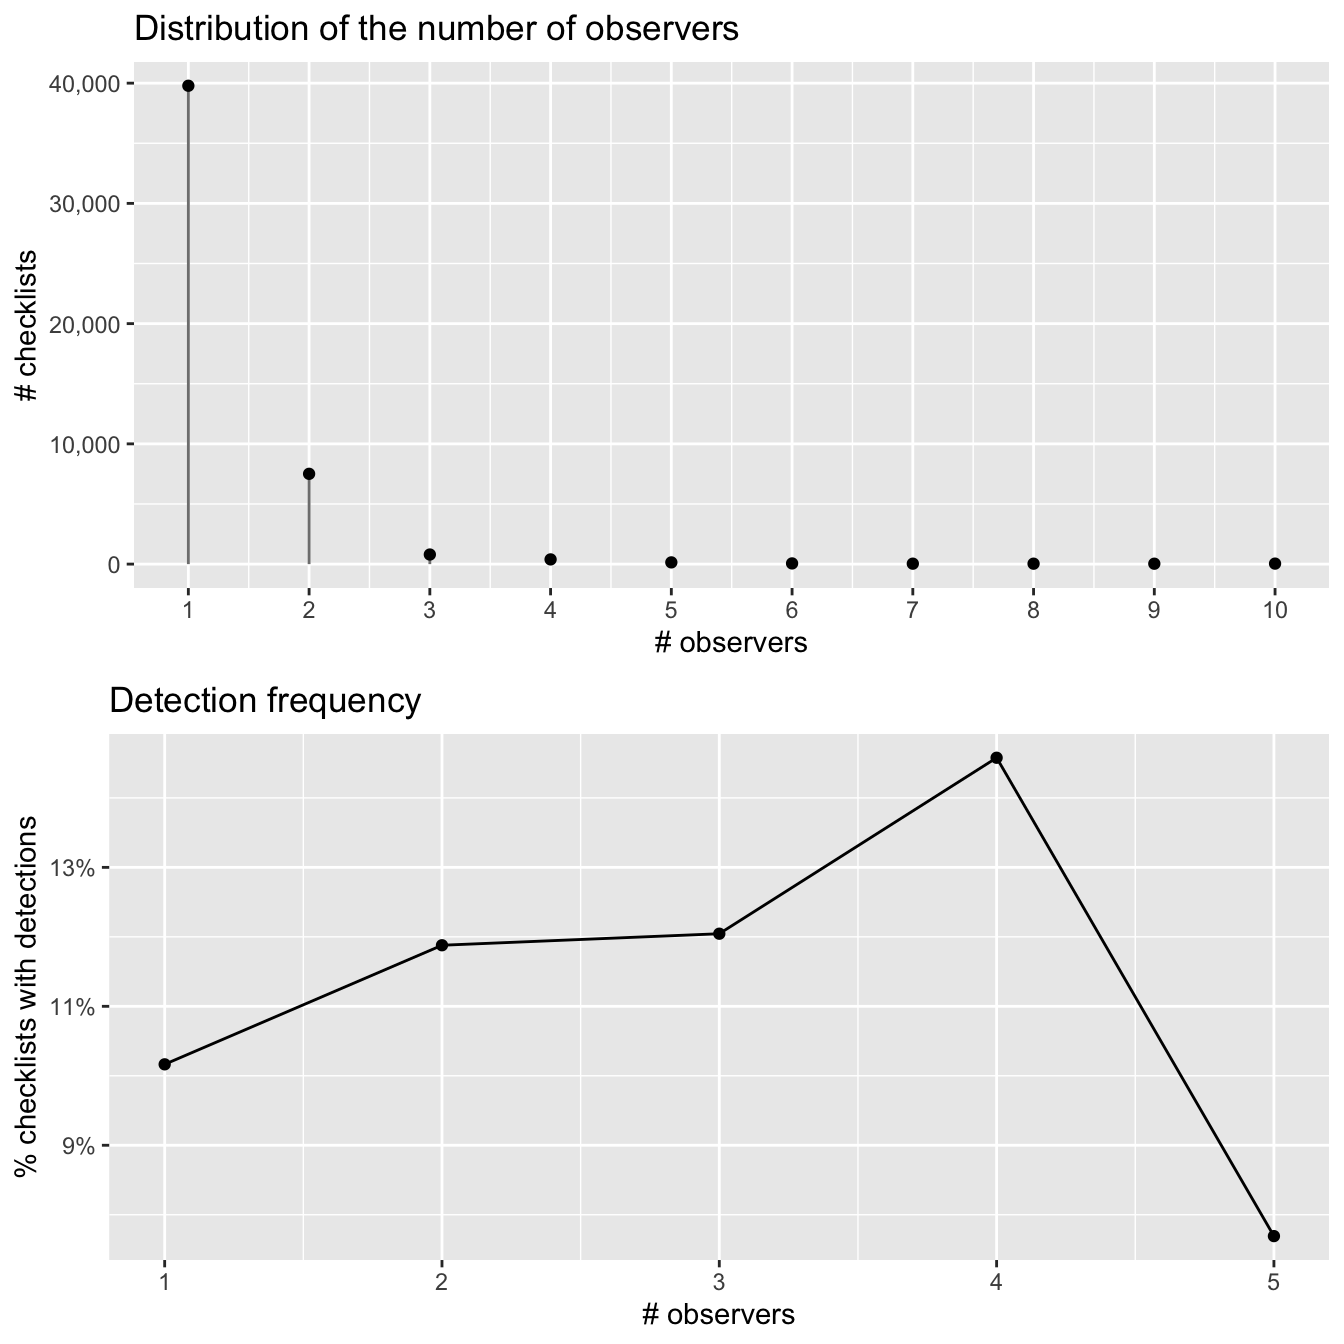 Distribution of the number of observers
40,000
30,000
20,000
10,000
0
# checklists
1 2 3 4 5 6 7 8 9 10
# observers
Detection frequency
13%
11%
9%
% checklists with detections
1 2 3 4 5
# observers